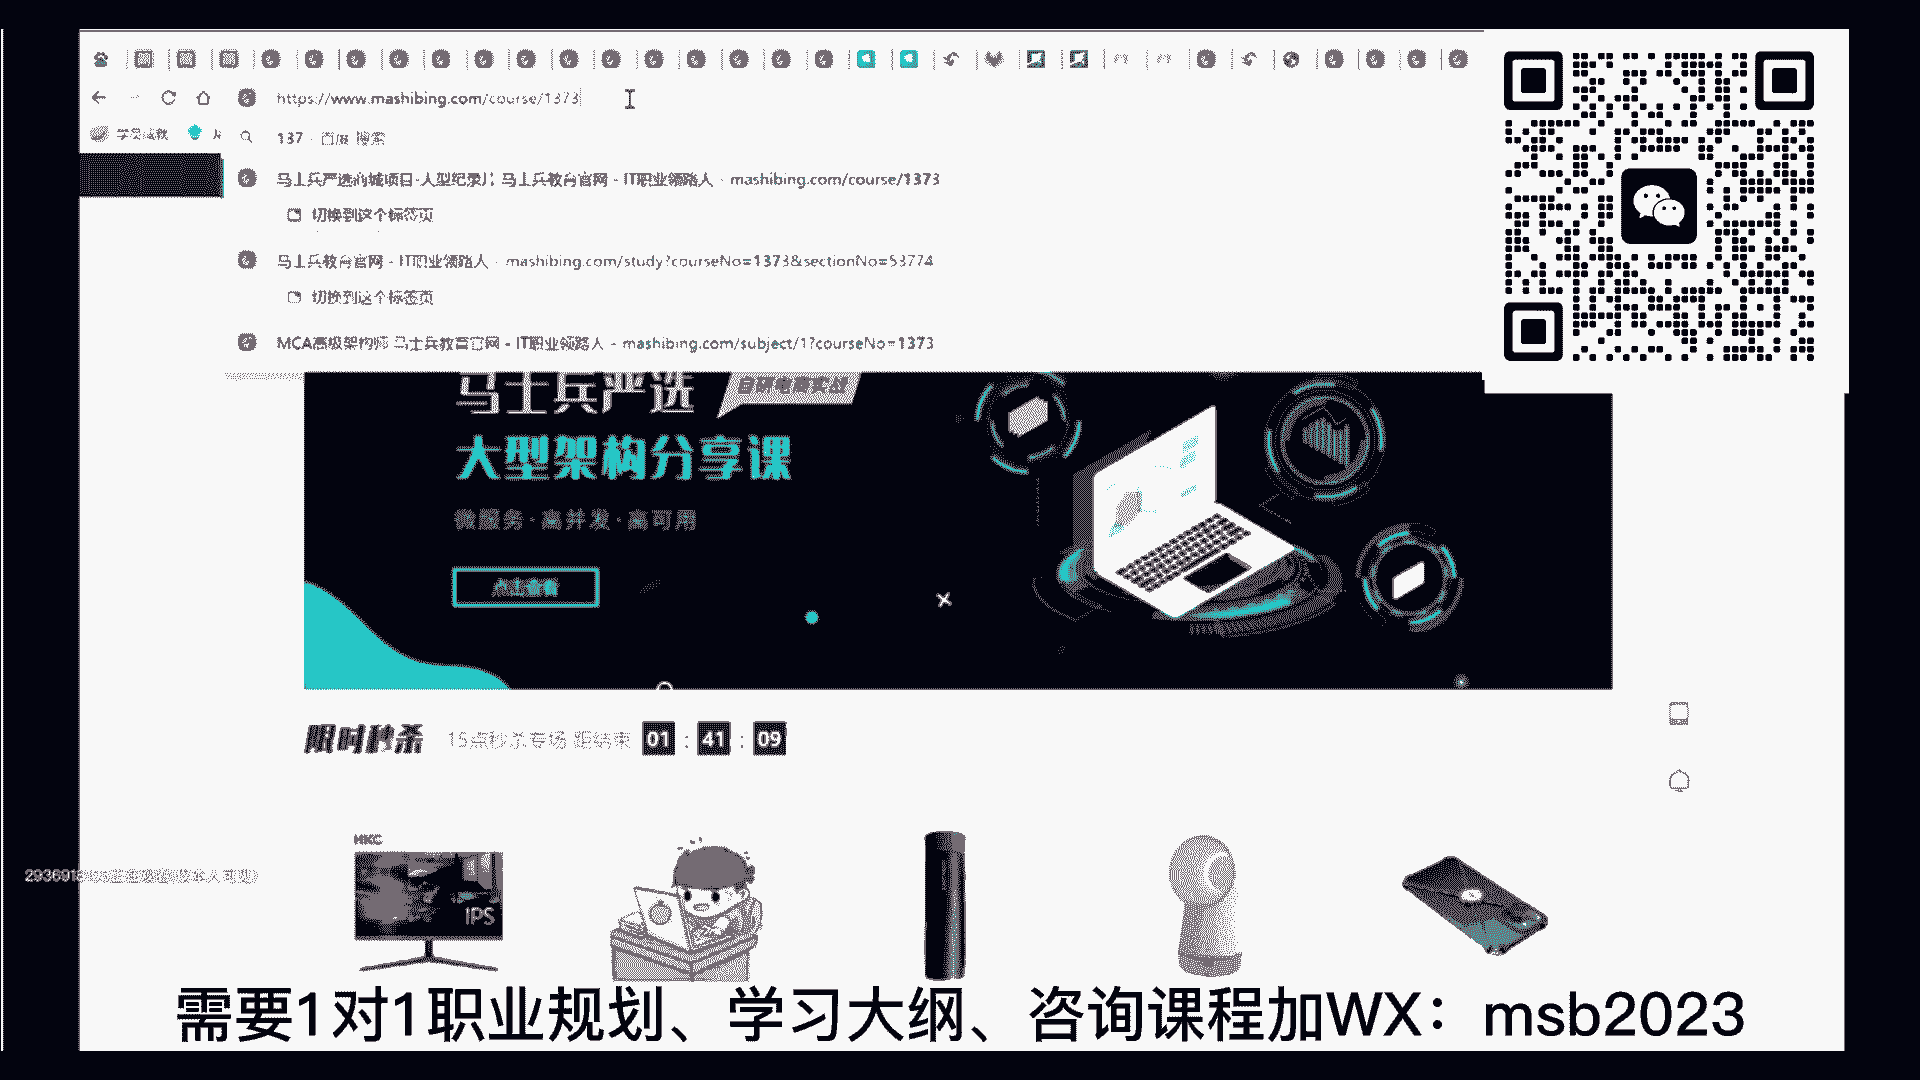 https://www.mashibing.com/course/1373
学习成就
137 - 百度 搜索
马士兵严选商城项目-大型纪录片 马士兵教育官网 - IT职业领路人 - mashibing.com/course/1373
切换到这个标签页
马士兵教育官网 - IT职业领路人 - mashibing.com/study?courseNo=1373&sectionNo=53774
切换到这个标签页
MCA高级架构师 马士兵教育官网 - IT职业领路人 - mashibing.com/subject/1?courseNo=1373
马士兵严选
自研电商实战
大型架构分享课
微服务·高并发·高可用
点击查看
限时秒杀 15点秒杀专场 距结束 01 : 41 : 09
HKC
IPS
需要1对1职业规划、学习大纲、咨询课程加WX：msb2023